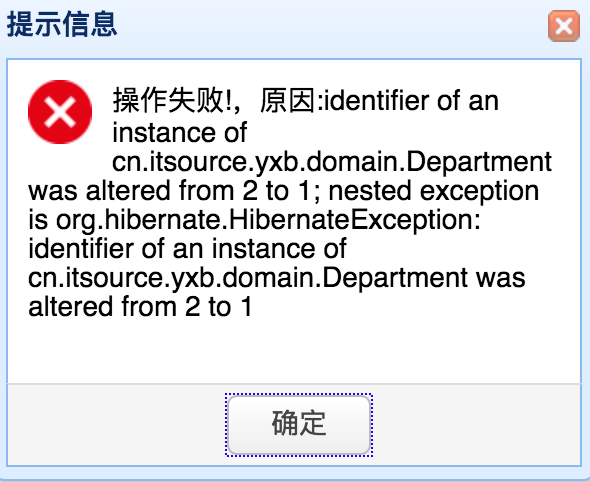 提示信息
操作失败!，原因:identifier of an
instance of
cn.itsource.yxb.domain.Department
was altered from 2 to 1; nested exception
is org.hibernate.HibernateException:
identifier of an instance of
cn.itsource.yxb.domain.Department was
altered from 2 to 1
确定